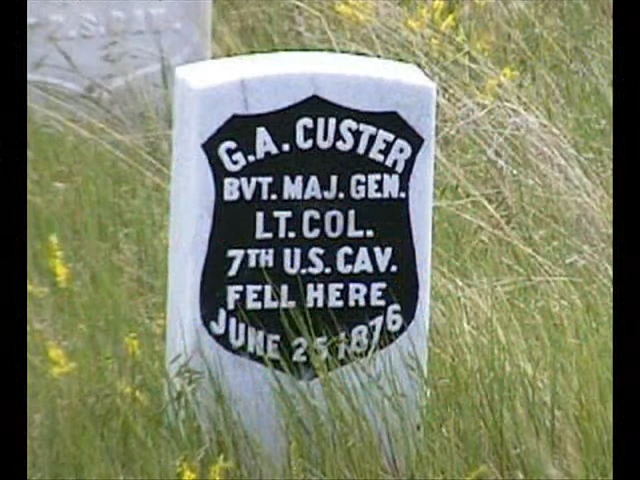 G.A. CUSTER
BVT. MAJ. GEN.
LT. COL.
7TH U.S. CAV.
FELL HERE
JUNE 25 1876